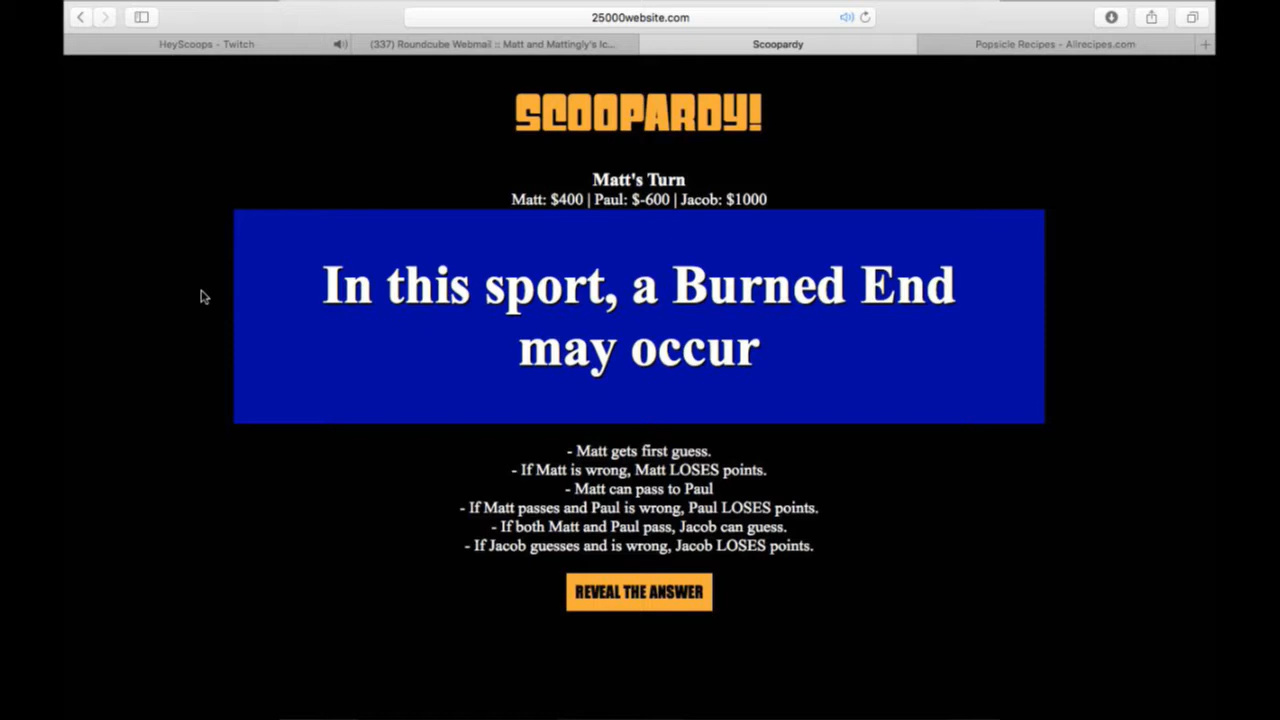 25000website.com
HeyScoops - Twitch
(337) Roundcube Webmail :: Matt and Mattingly's Ic...
Scoopardy
Popsicle Recipes - Allrecipes.com
SCOOPARDY!
Matt's Turn
Matt: $400 | Paul: $-600 | Jacob: $1000
In this sport, a Burned End
may occur
- Matt gets first guess.
- If Matt is wrong, Matt LOSES points.
- Matt can pass to Paul
- If Matt passes and Paul is wrong, Paul LOSES points.
- If both Matt and Paul pass, Jacob can guess.
- If Jacob guesses and is wrong, Jacob LOSES points.
REVEAL THE ANSWER